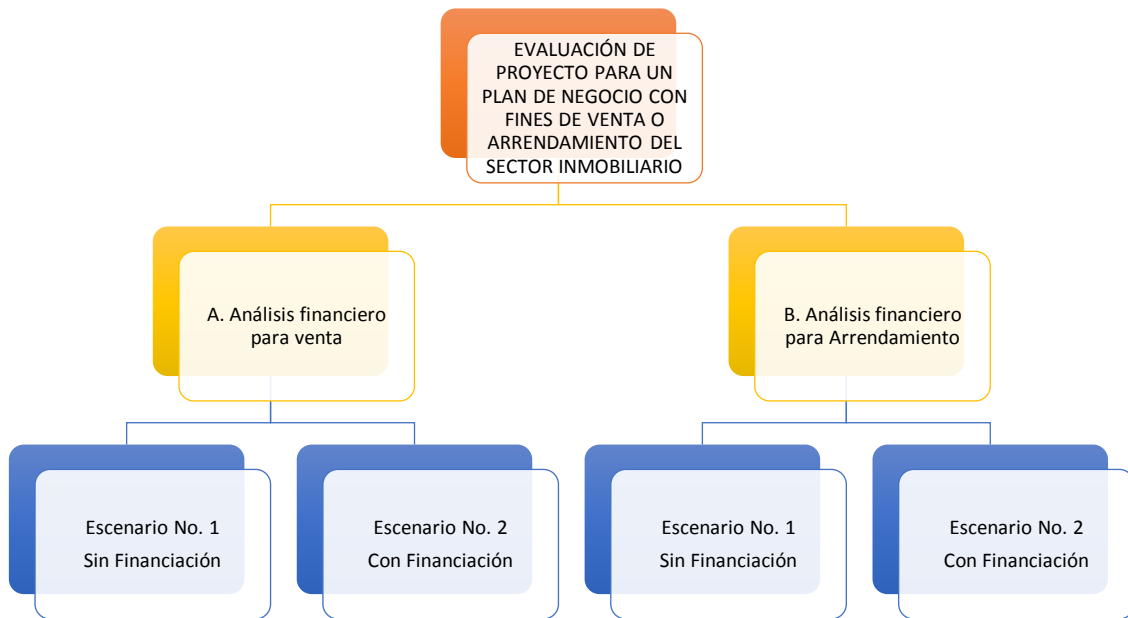 EVALUACIÓN DE
PROYECTO PARA UN
PLAN DE NEGOCIO CON
FINES DE VENTA O
ARRENDAMIENTO DEL
SECTOR INMOBILIARIO
A. Análisis financiero
para venta
B. Análisis financiero
para Arrendamiento
Escenario No. 1
Sin Financiación
Escenario No. 2
Con Financiación
Escenario No. 1
Sin Financiación
Escenario No. 2
Con Financiación